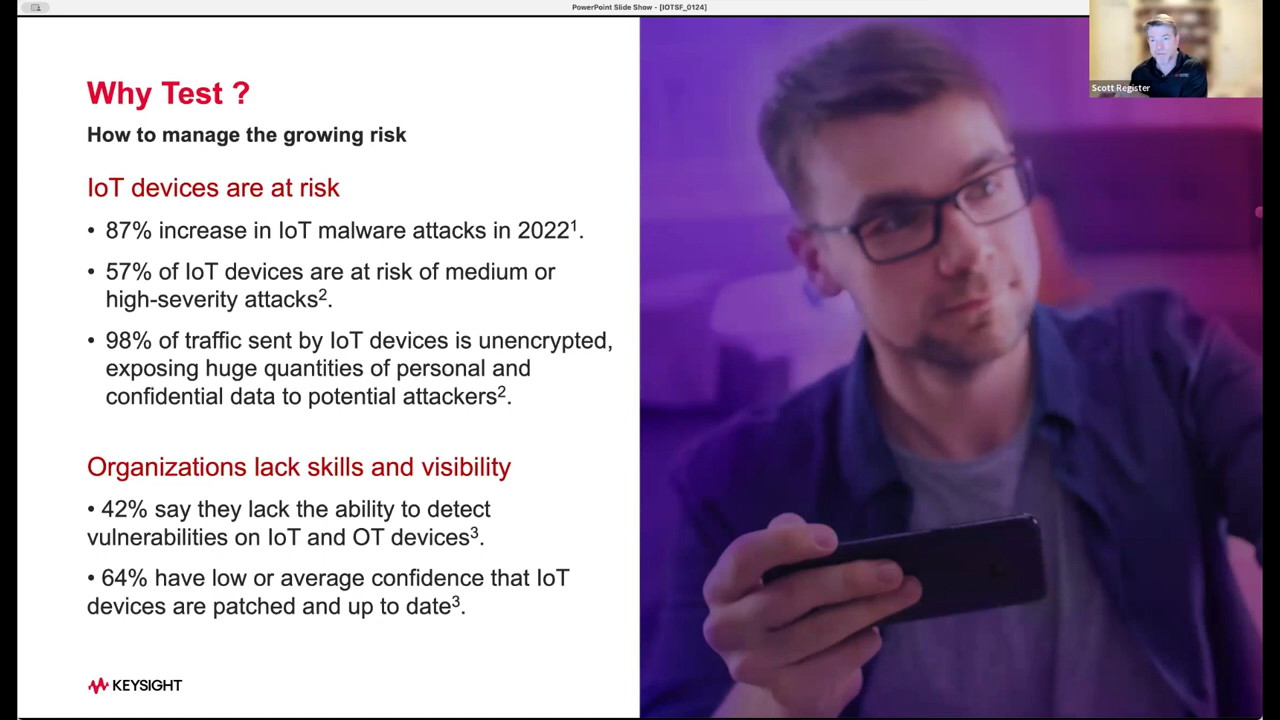 PowerPoint Slide Show - [IOTSF_0124]
Scott Register
Why Test ?
How to manage the growing risk
IoT devices are at risk
• 87% increase in IoT malware attacks in 2022¹.
• 57% of IoT devices are at risk of medium or
high-severity attacks².
• 98% of traffic sent by IoT devices is unencrypted,
exposing huge quantities of personal and
confidential data to potential attackers².
Organizations lack skills and visibility
• 42% say they lack the ability to detect
vulnerabilities on IoT and OT devices³.
• 64% have low or average confidence that IoT
devices are patched and up to date³.
KEYSIGHT